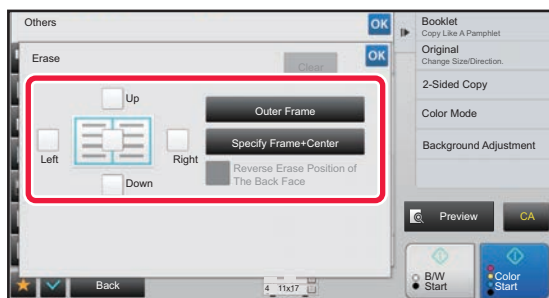 Others
OK
Erase
Clear
OK
Up
Left
Right
Down
Outer Frame
Specify Frame+Center
Reverse Erase Position of
The Back Face
Back
4 11x17
Booklet
Copy Like A Pamphlet
Original
Change Size/Direction.
2-Sided Copy
Color Mode
Background Adjustment
Preview
CA
B/W
Start
Color
Start